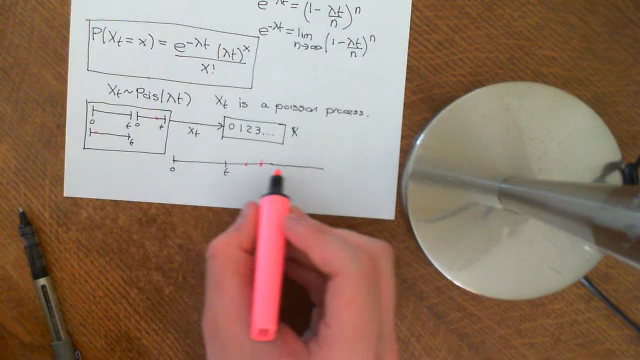 e^-λt = (1 - λt/n)^n
e^-λt = lim n→∞ (1 - λt/n)^n
P(X_t = x) = e^-λt (λt)^x / x!
X_t ~ Pois(λt) X_t is a poisson process.
0 t 0 t X_t 0 1 2 3 ....
0 t
0 t